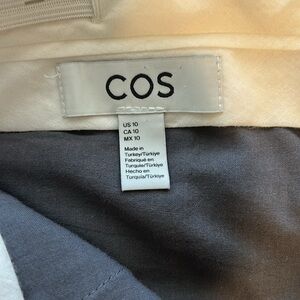 COS
US 10
CA 10
MX 10
Made in
Turkey/Türkiye
Fabriqué en
Turquie/Türkiye
Hecho en
Turquía/Türkiye